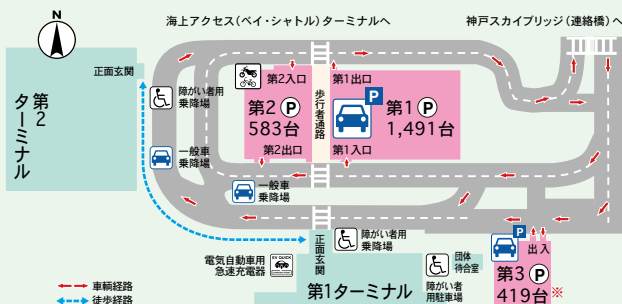 海上アクセス(ベイ・シャトル)ターミナルへ
神戸スカイブリッジ(連絡橋)へ
N
正面玄関
第2
ターミナル
障がい者用
乗降場
一般車
乗降場
第2入口
第2 P
583台
第2出口
歩行者通路
第1出口
P
第1 P
1,491台
第1入口
一般車
乗降場
正面玄関
障がい者用
乗降場
電気自動車用
急速充電器
EV QUICK
第1ターミナル
団体
待合室
障がい者
用駐車場
P
出入
第3 P
419台※
車輌経路
徒歩経路